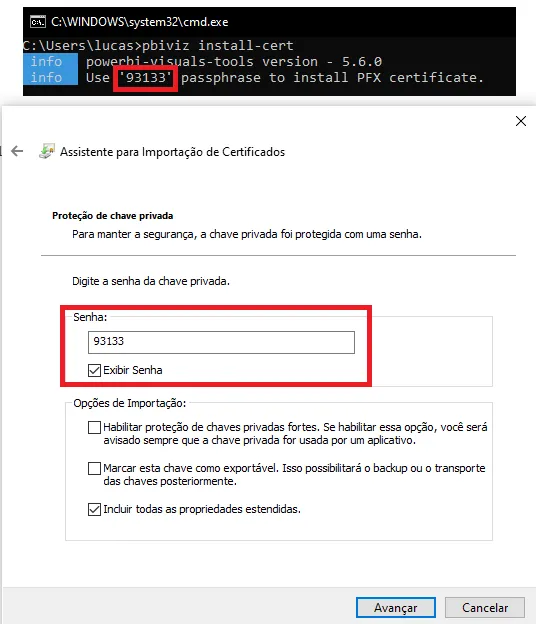 C:\WINDOWS\system32\cmd.exe
C:\Users\lucas>pbiviz install-cert
info powerbi-visuals-tools version - 5.6.0
info Use '93133' passphrase to install PFX certificate.
Assistente para Importação de Certificados
Proteção de chave privada
Para manter a segurança, a chave privada foi protegida com uma senha.
Digite a senha da chave privada.
Senha:
93133
Exibir Senha
Opções de Importação:
Habilitar proteção de chaves privadas fortes. Se habilitar essa opção, você será
avisado sempre que a chave privada for usada por um aplicativo.
Marcar esta chave como exportável. Isso possibilitará o backup ou o transporte
das chaves posteriormente.
Incluir todas as propriedades estendidas.
Avançar
Cancelar